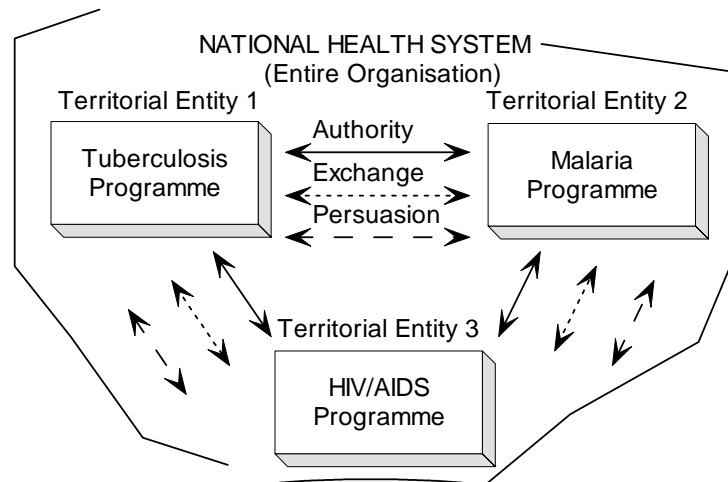 NATIONAL HEALTH SYSTEM
(Entire Organisation)
Territorial Entity 1
Territorial Entity 2
Tuberculosis
Programme
Authority
Exchange
Persuasion
Malaria
Programme
Territorial Entity 3
HIV/AIDS
Programme